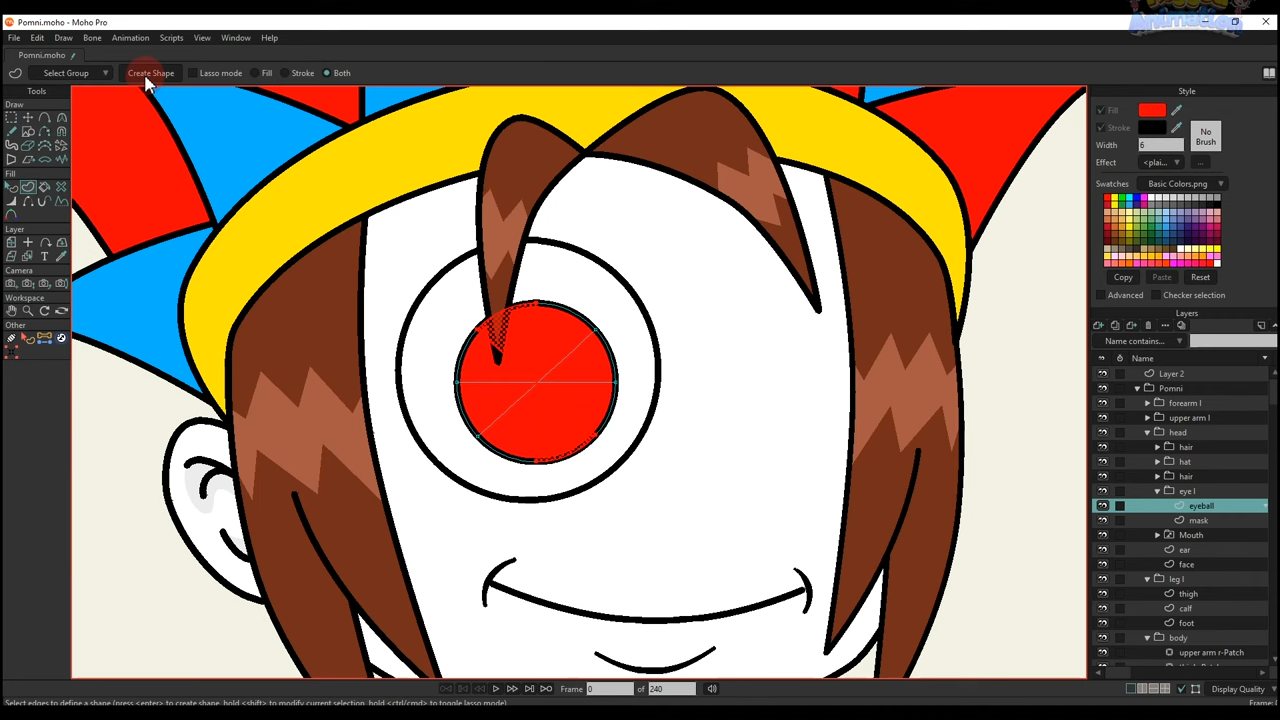 Animation
Pomni.moho - Moho Pro
File Edit Draw Bone Animation Scripts View Window Help
Pomni.moho
Select Group Create Shape Lasso mode Fill Stroke Both
Tools
Draw
Fill
Layer
Camera
Workspace
Other
Style
Fill
Stroke
No Brush
Width 6
Effect <plai... ...
Swatches Basic Colors.png
Copy Paste Reset
Advanced Checker selection
Layers
Name contains...
Name
Layer 2
Pomni
forearm l
upper arm l
head
hair
hat
hair
eye l
eyeball
mask
Mouth
ear
face
leg l
thigh
calf
foot
body
upper arm r-Patch
Frame 0 of 240 Display Quality
Select edges to define a shape (press <enter> to create shape, hold <shift> to modify current selection, hold <ctrl/cmd> to toggle lasso mode) Frame: